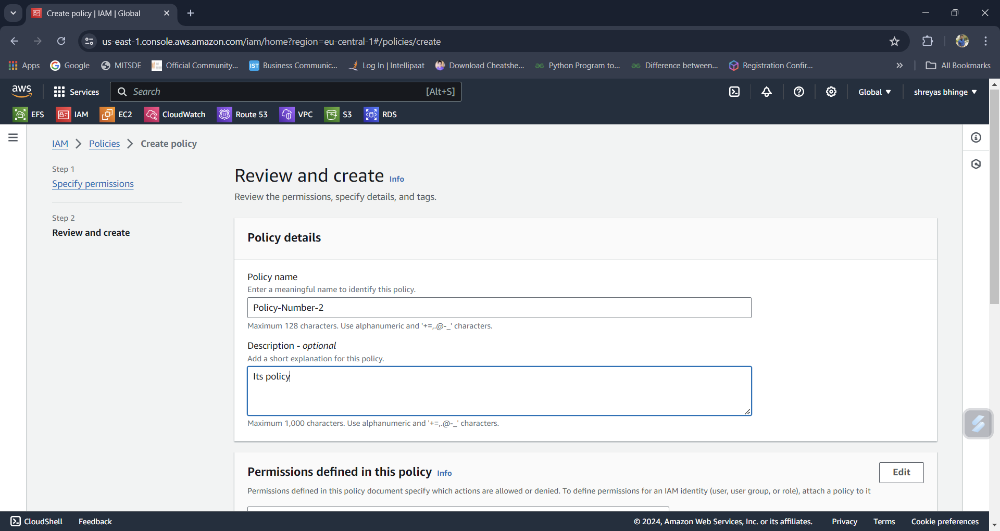 Create policy | IAM | Global
us-east-1.console.aws.amazon.com/iam/home?region=eu-central-1#/policies/create
Apps Google MITSDE Official Community... IST Business Communic... Log In | Intellipaat Download Cheatshe... Python Program to... Difference between... Registration Confir... » All Bookmarks
aws Services Search [Alt+S] Global shreyas bhinge
EFS IAM EC2 CloudWatch Route 53 VPC S3 RDS
IAM Policies Create policy
Step 1
Specify permissions
Step 2
Review and create
Review and create Info
Review the permissions, specify details, and tags.
Policy details
Policy name
Enter a meaningful name to identify this policy.
Policy-Number-2
Maximum 128 characters. Use alphanumeric and '+=,.@-_' characters.
Description - optional
Add a short explanation for this policy.
Its policy
Maximum 1,000 characters. Use alphanumeric and '+=,.@-_' characters.
Permissions defined in this policy Info
Edit
Permissions defined in this policy document specify which actions are allowed or denied. To define permissions for an IAM identity (user, user group, or role), attach a policy to it
CloudShell Feedback © 2024, Amazon Web Services, Inc. or its affiliates. Privacy Terms Cookie preferences